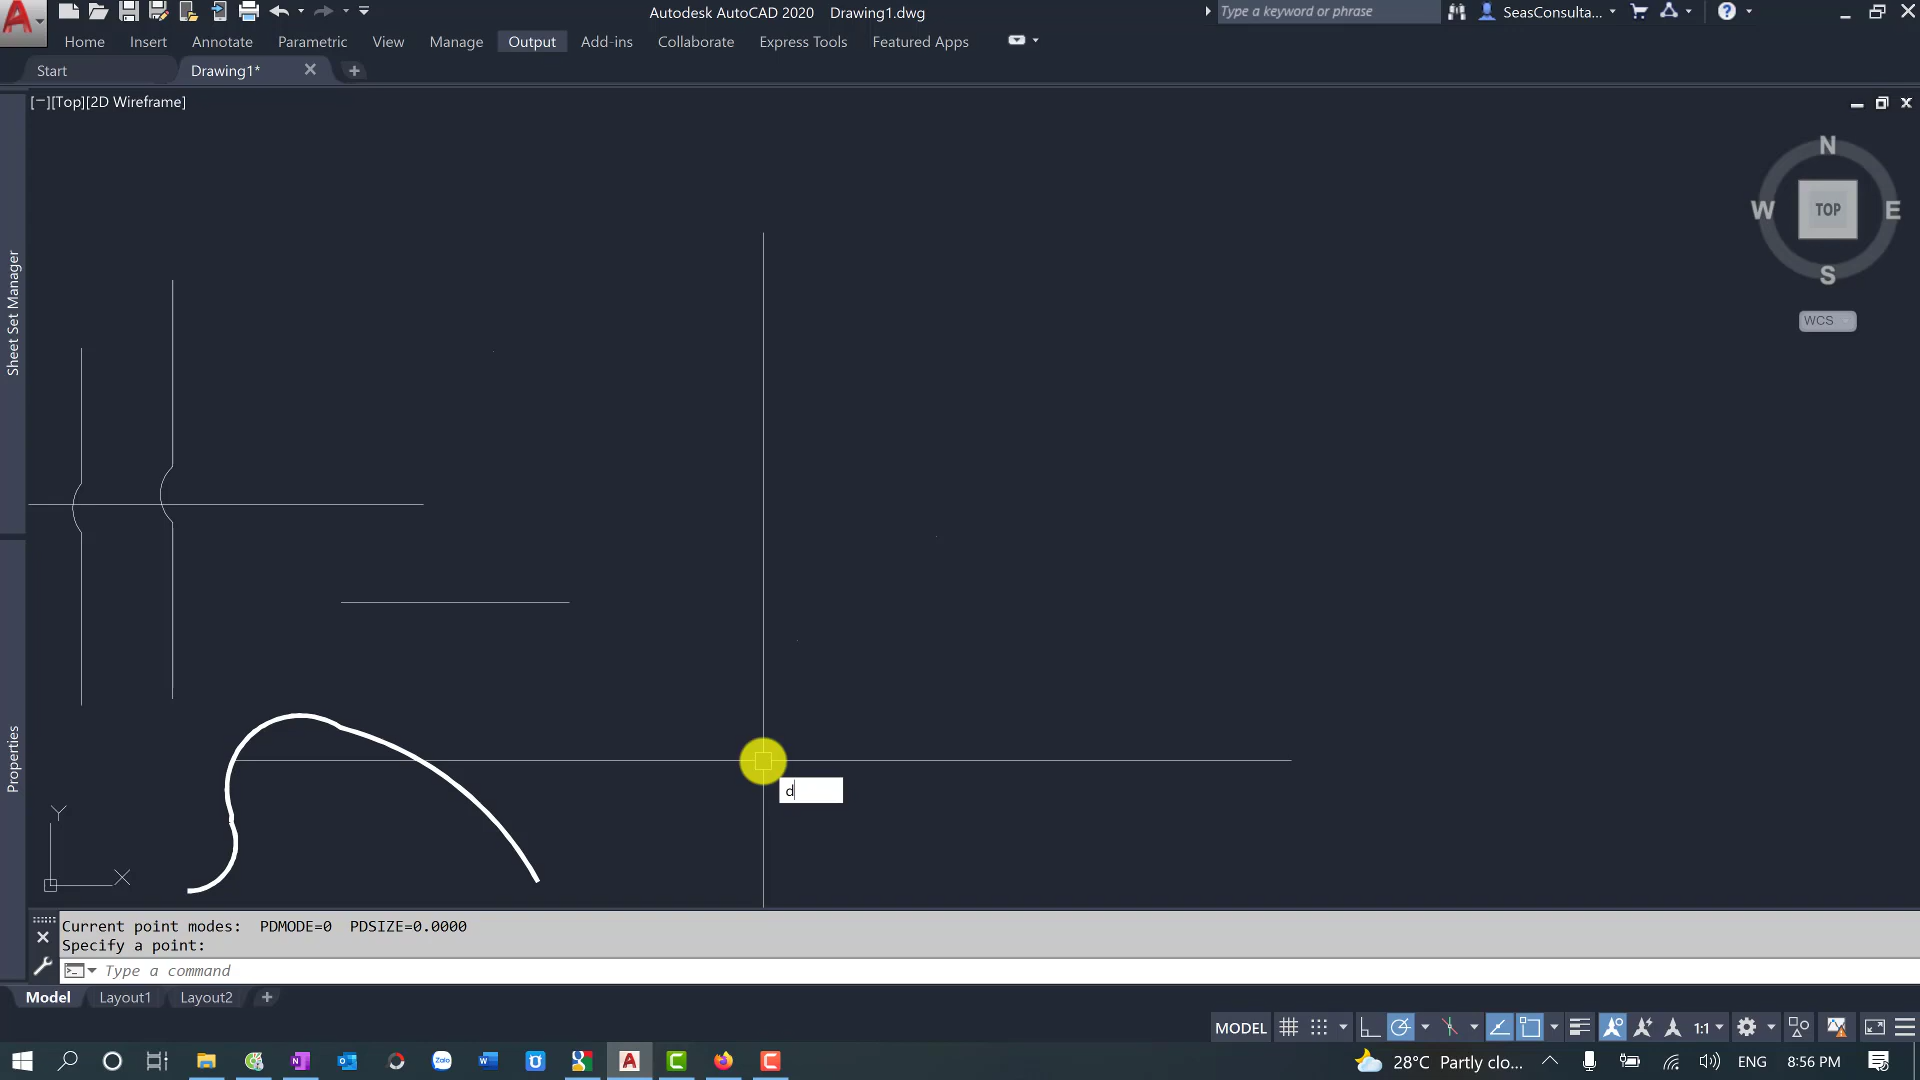 Autodesk AutoCAD 2020 Drawing1.dwg
Type a keyword or phrase
SeasConsulta...
Home Insert Annotate Parametric View Manage Output Add-ins Collaborate Express Tools Featured Apps
Start Drawing1*
[−][Top][2D Wireframe]
N
W TOP E
S
WCS
Sheet Set Manager
Properties
d
Y
X
Current point modes: PDMODE=0 PDSIZE=0.0000
Specify a point:
Type a command
Model Layout1 Layout2
MODEL 1:1
28°C Partly clo... ENG 8:56 PM